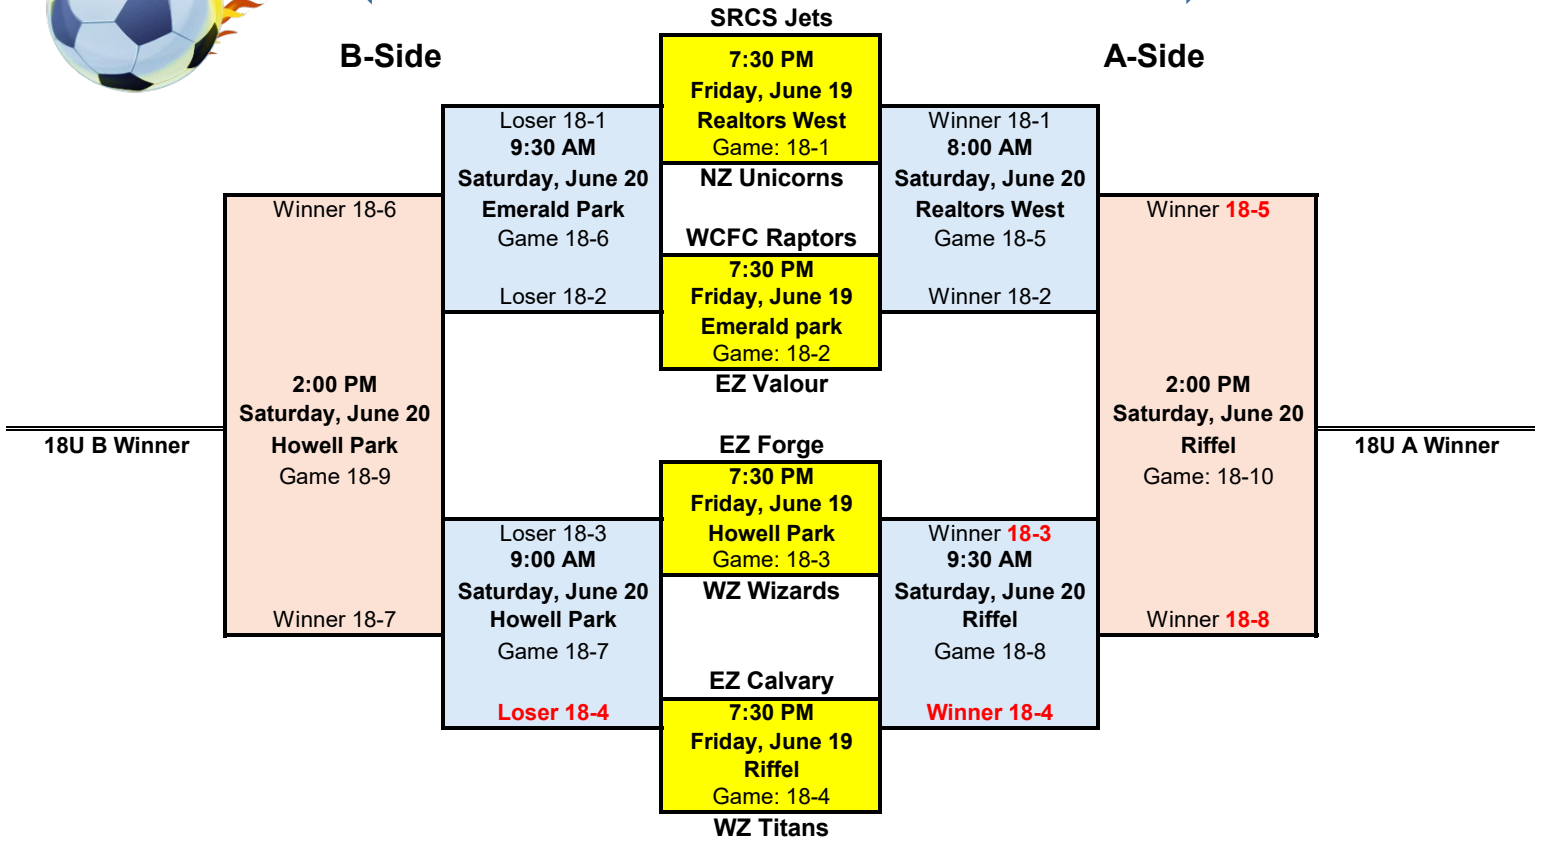 SRCS Jets
B-Side
A-Side
7:30 PM
Friday, June 19
Realtors West
Game: 18-1
NZ Unicorns
Loser 18-1
9:30 AM
Saturday, June 20
Emerald Park
Game 18-6
Loser 18-2
Winner 18-1
8:00 AM
Saturday, June 20
Realtors West
Game 18-5
Winner 18-2
WCFC Raptors
7:30 PM
Friday, June 19
Emerald park
Game: 18-2
EZ Valour
Winner 18-6
2:00 PM
Saturday, June 20
Howell Park
Game 18-9
Winner 18-7
18U B Winner
Winner 18-5
2:00 PM
Saturday, June 20
Riffel
Game: 18-10
Winner 18-8
18U A Winner
EZ Forge
7:30 PM
Friday, June 19
Howell Park
Game: 18-3
WZ Wizards
Loser 18-3
9:00 AM
Saturday, June 20
Howell Park
Game 18-7
Loser 18-4
Winner 18-3
9:30 AM
Saturday, June 20
Riffel
Game 18-8
Winner 18-4
EZ Calvary
7:30 PM
Friday, June 19
Riffel
Game: 18-4
WZ Titans